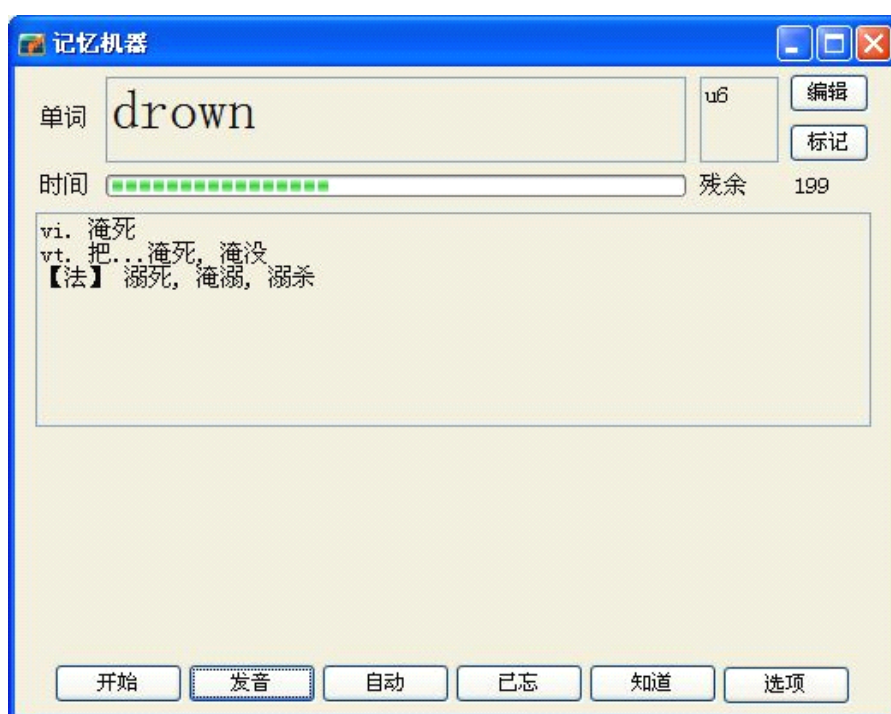 记忆机器
单词 drown u6 编辑
标记
时间 残余 199
vi. 淹死
vt. 把...淹死, 淹没
【法】 溺死, 淹溺, 溺杀
开始 发音 自动 已忘 知道 选项